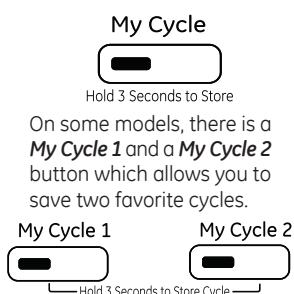 My Cycle
Hold 3 Seconds to Store
On some models, there is a
My Cycle 1 and a My Cycle 2
button which allows you to
save two favorite cycles.
My Cycle 1 My Cycle 2
Hold 3 Seconds to Store Cycle